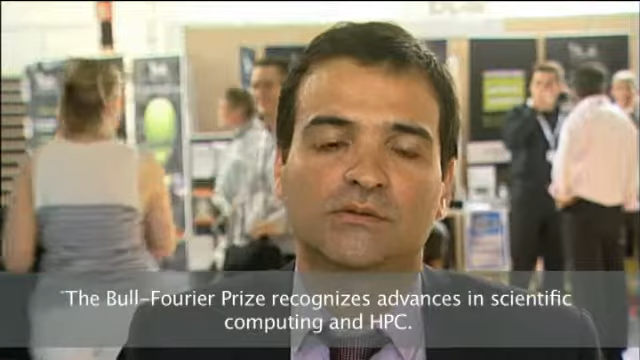 The Bull-Fourier Prize recognizes advances in scientific
computing and HPC.